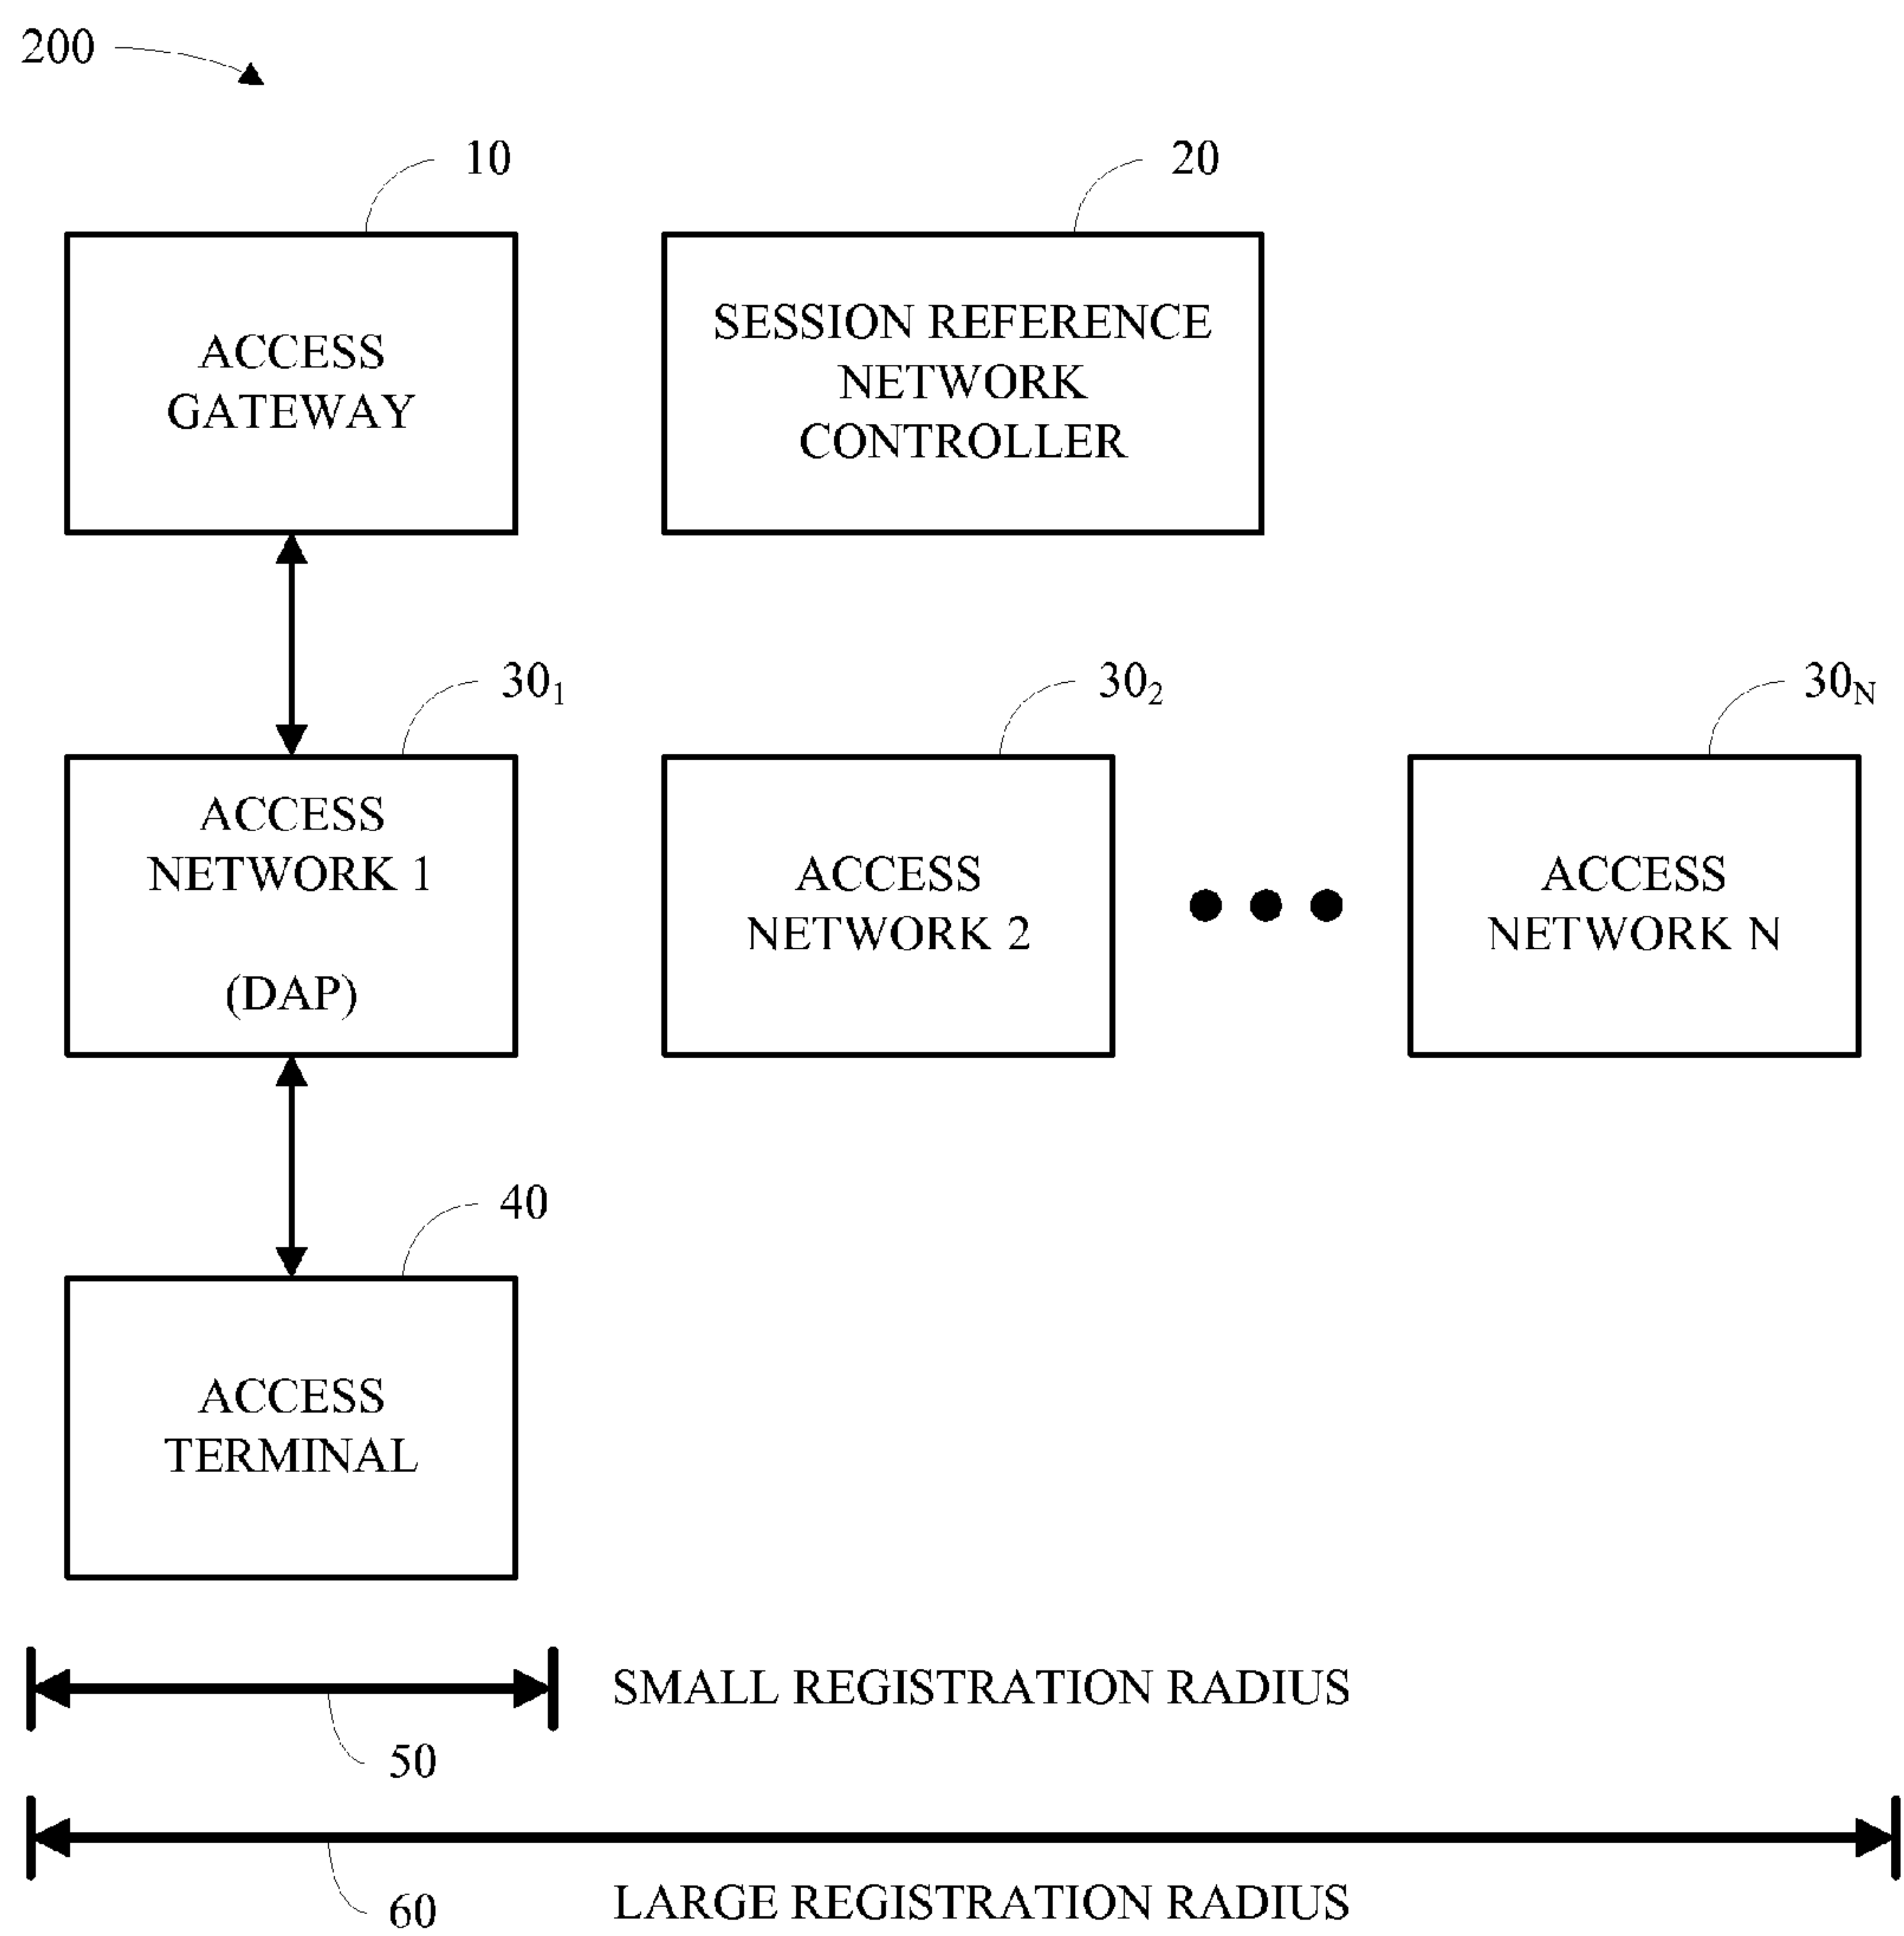 200
10
20
ACCESS
GATEWAY
SESSION REFERENCE
NETWORK
CONTROLLER
30₁
30₂
30N
ACCESS
NETWORK 1
(DAP)
ACCESS
NETWORK 2
ACCESS
NETWORK N
40
ACCESS
TERMINAL
SMALL REGISTRATION RADIUS
50
60
LARGE REGISTRATION RADIUS